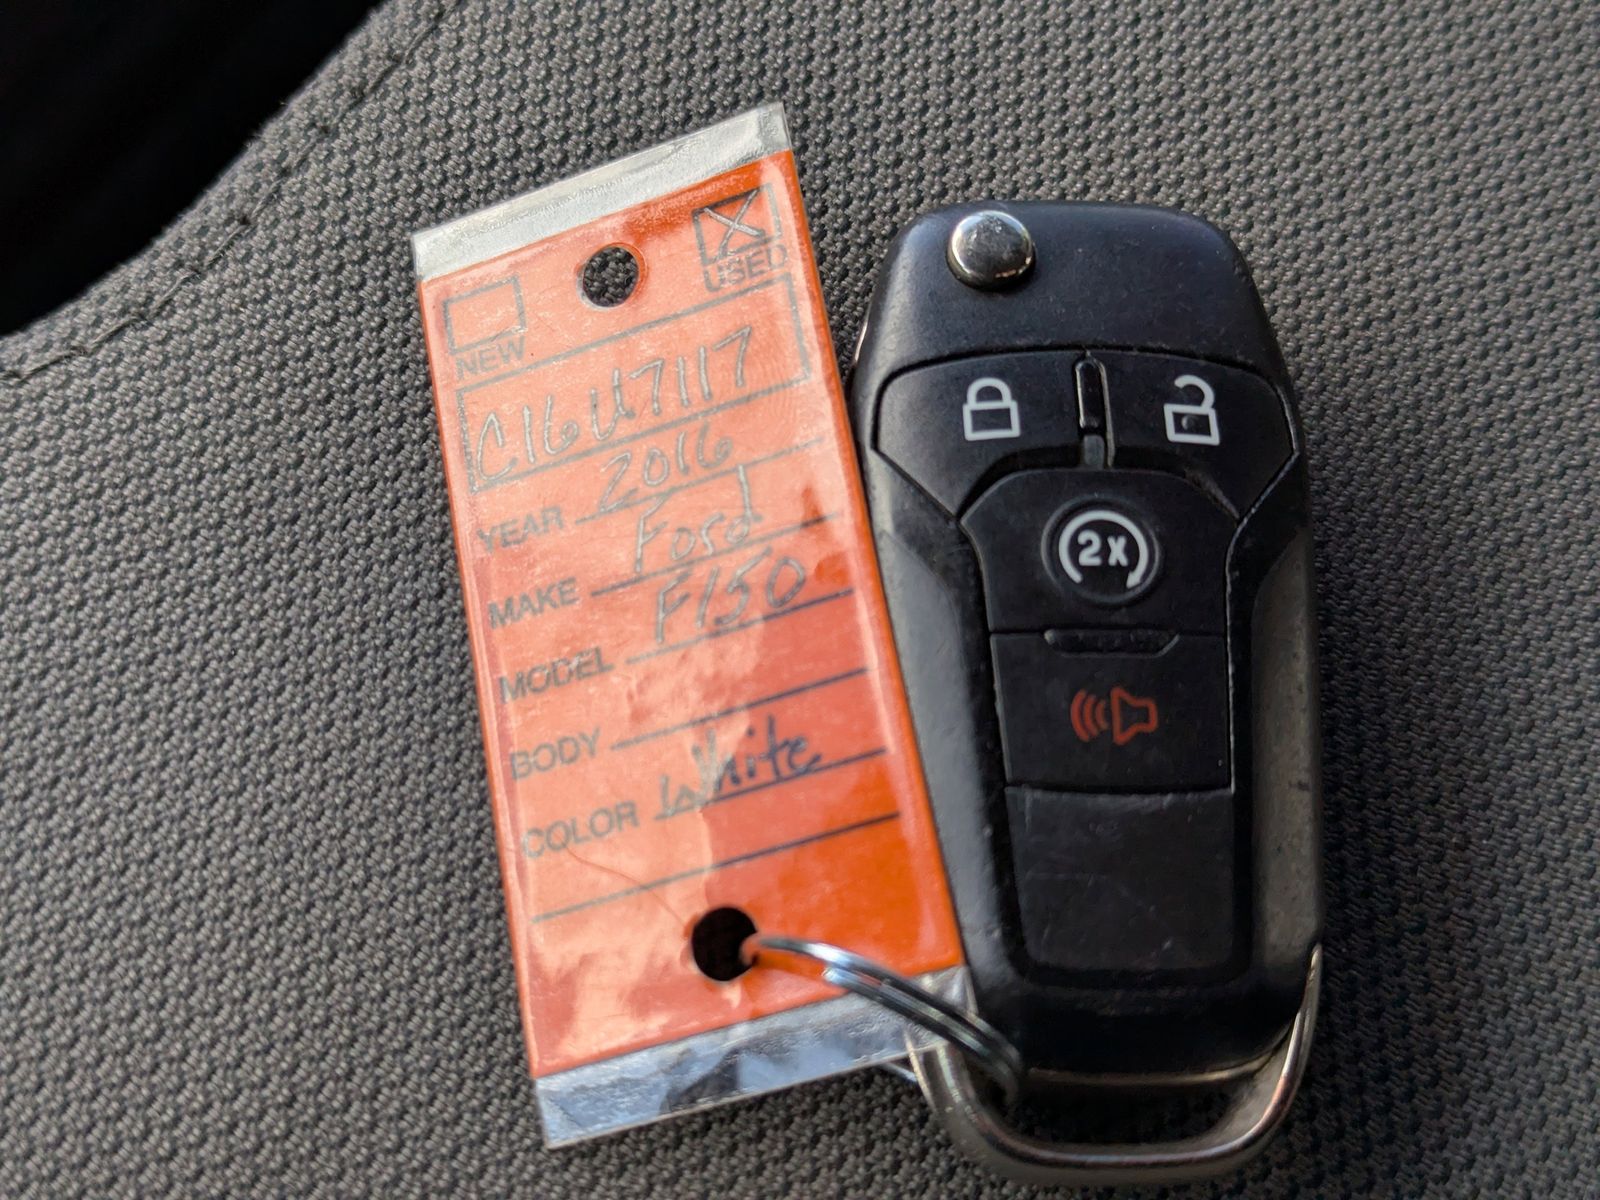 X
USED
NEW
C16U7117
YEAR 2016
MAKE Ford
MODEL F150
BODY
COLOR White
2X